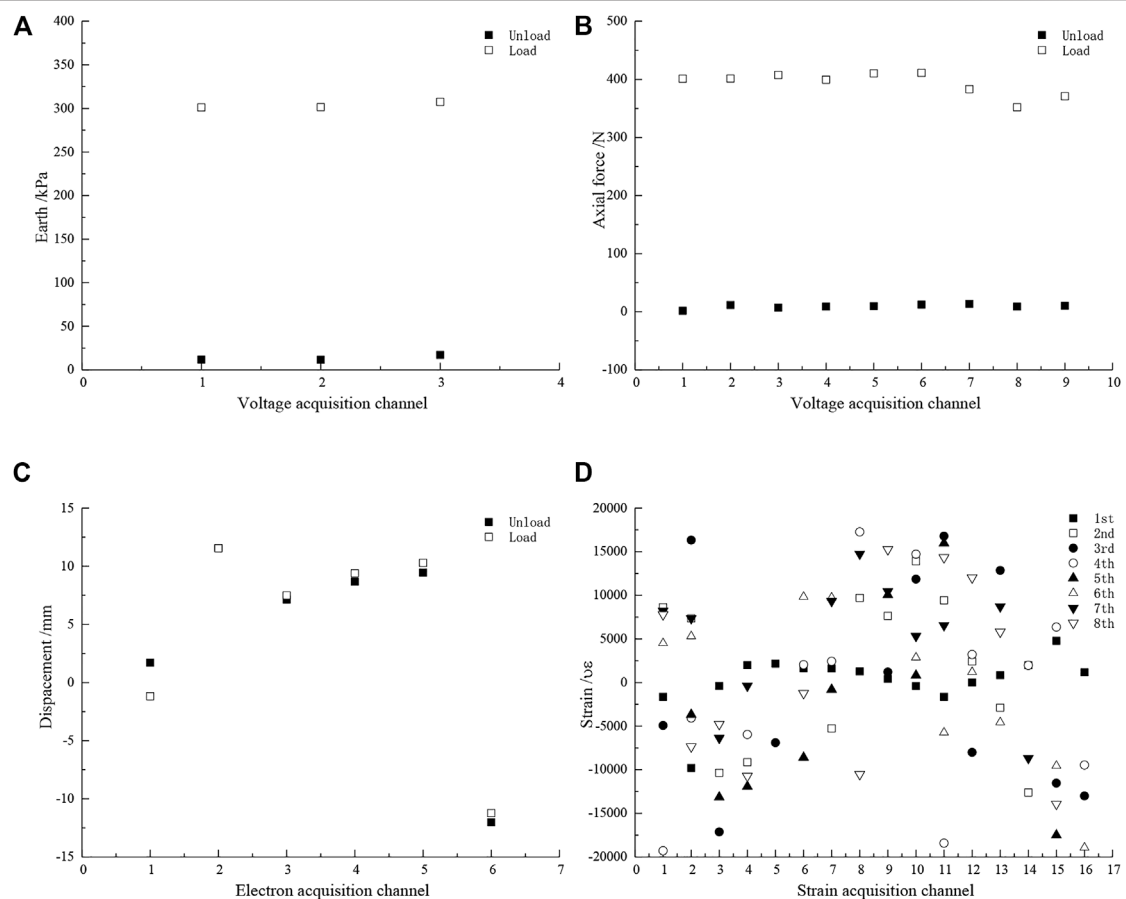 A
400
350
300
250
200
150
100
50
0
Earth /kPa
0 1 2 3 4
Voltage acquisition channel
Unload
Load
B
500
400
300
200
100
0
-100
Axial force /N
0 1 2 3 4 5 6 7 8 9 10
Voltage acquisition channel
Unload
Load
C
15
10
5
0
-5
-10
-15
Dispacement /mm
0 1 2 3 4 5 6 7
Electron acquisition channel
Unload
Load
D
20000
15000
10000
5000
0
-5000
-10000
-15000
-20000
Strain /υε
0 1 2 3 4 5 6 7 8 9 10 11 12 13 14 15 16 17
Strain acquisition channel
1st
2nd
3rd
4th
5th
6th
7th
8th